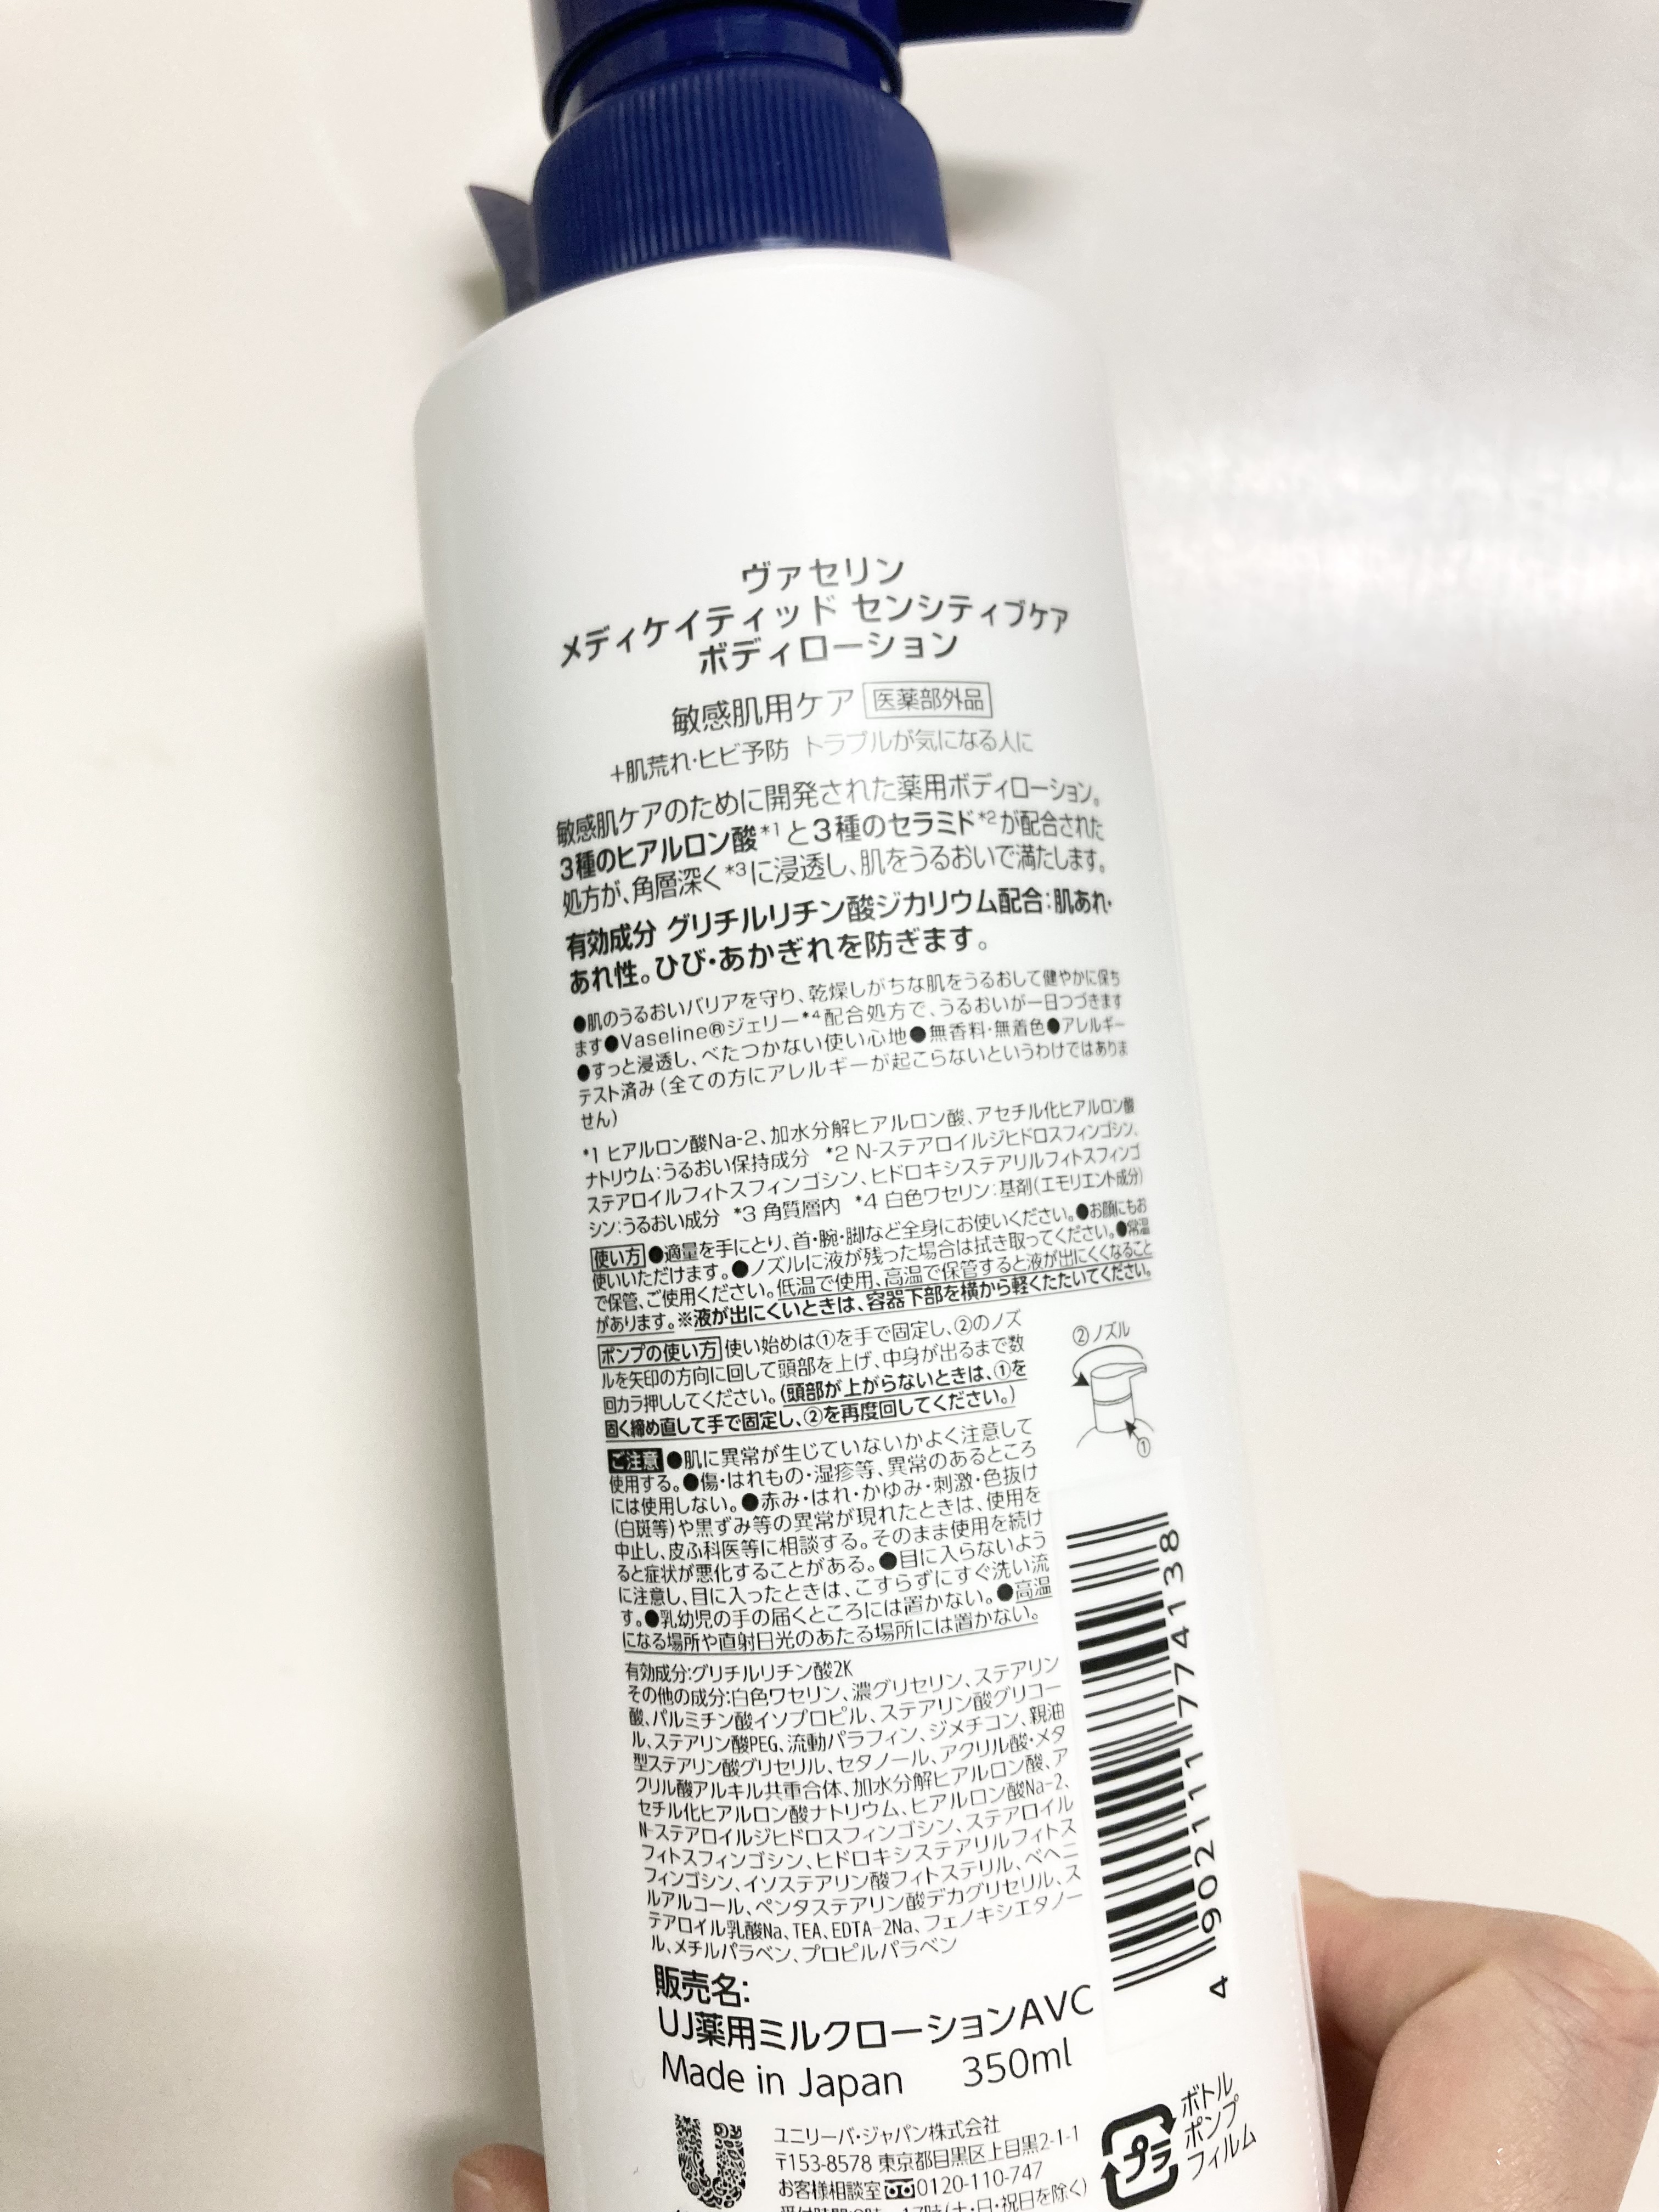 ヴァセリン
メディケイティッド センシティブケア
ボディローション
敏感肌用ケア 医薬部外品
+肌荒れ・ヒビ予防 トラブルが気になる人に
敏感肌ケアのために開発された薬用ボディローション。
3種のヒアルロン酸*1と3種のセラミド*2が配合された
処方が、角層深く*3に浸透し、肌をうるおいで満たします。
有効成分 グリチルリチン酸ジカリウム配合:肌あれ・
あれ性。ひび・あかぎれを防ぎます。
●肌のうるおいバリアを守り、乾燥しがちな肌をうるおして健やかに保ち
ます●Vaseline®ジェリー*4配合処方で、うるおいが一日つづきます
●すっと浸透し、べたつかない使い心地●無香料・無着色●アレルギー
テスト済み(全ての方にアレルギーが起こらないというわけではありま
せん)
*1 ヒアルロン酸Na-2、加水分解ヒアルロン酸、アセチル化ヒアルロン酸
ナトリウム:うるおい保持成分 *2 N-ステアロイルジヒドロスフィンゴシン、
ステアロイルフィトスフィンゴシン、ヒドロキシステアリルフィトスフィンゴ
シン:うるおい成分 *3 角質層内 *4 白色ワセリン:基剤(エモリエント成分)
使い方 ●適量を手にとり、首・腕・脚など全身にお使いください。●お顔にもお
使いいただけます。●ノズルに液が残った場合は拭き取ってください。●常温
で保管、ご使用ください。低温で使用、高温で保管すると液が出にくくなること
があります。※液が出にくいときは、容器下部を横から軽くたたいてください。
ポンプの使い方 使い始めは①を手で固定し、②のノズ
ルを矢印の方向に回して頭部を上げ、中身が出るまで数
回カラ押ししてください。(頭部が上がらないときは、①を
固く締め直して手で固定し、②を再度回してください。)
②ノズル
①
ご注意 ●肌に異常が生じていないかよく注意して
使用する。●傷・はれもの・湿疹等、異常のあるところ
には使用しない。●赤み・はれ・かゆみ・刺激・色抜け
(白斑等)や黒ずみ等の異常が現れたときは、使用を
中止し、皮ふ科医等に相談する。そのまま使用を続け
ると症状が悪化することがある。●目に入らないよう
に注意し、目に入ったときは、こすらずにすぐ洗い流
す。●乳幼児の手の届くところには置かない。●高温
になる場所や直射日光のあたる場所には置かない。
有効成分:グリチルリチン酸2K
その他の成分:白色ワセリン、濃グリセリン、ステアリン
酸、パルミチン酸イソプロピル、ステアリン酸グリコー
ル、ステアリン酸PEG、流動パラフィン、ジメチコン、親油
型ステアリン酸グリセリル、セタノール、アクリル酸・メタ
クリル酸アルキル共重合体、加水分解ヒアルロン酸、ア
セチル化ヒアルロン酸ナトリウム、ヒアルロン酸Na-2、
N-ステアロイルジヒドロスフィンゴシン、ステアロイル
フィトスフィンゴシン、ヒドロキシステアリルフィトス
フィンゴシン、イソステアリン酸フィトステリル、ベヘニ
ルアルコール、ペンタステアリン酸デカグリセリル、ス
テアロイル乳酸Na、TEA、EDTA-2Na、フェノキシエタノー
ル、メチルパラベン、プロピルパラベン
4 902111 774138
販売名:
UJ薬用ミルクローションAVC
Made in Japan 350ml
ユニリーバ・ジャパン株式会社
〒153-8578 東京都目黒区上目黒2-1-1
お客様相談室 0120-110-747
17時(土・日・祝日を除く)
プラ
ボトル
ポンプ
フィルム